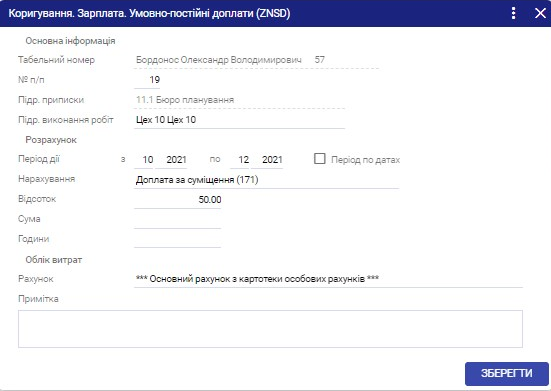 Коригування. Зарплата. Умовно-постійні доплати (ZNSD)
Основна інформація
Табельний номер Бордонос Олександр Володимирович 57
№ п/п 19
Підр. приписки 11.1 Бюро планування
Підр. виконання робіт Цех 10 Цех 10
Розрахунок
Період дії з 10 2021 по 12 2021 Період по датах
Нарахування Доплата за суміщення (171)
Відсоток 50.00
Сума
Години
Облік витрат
Рахунок *** Основний рахунок з картотеки особових рахунків ***
Примітка
ЗБЕРЕГТИ